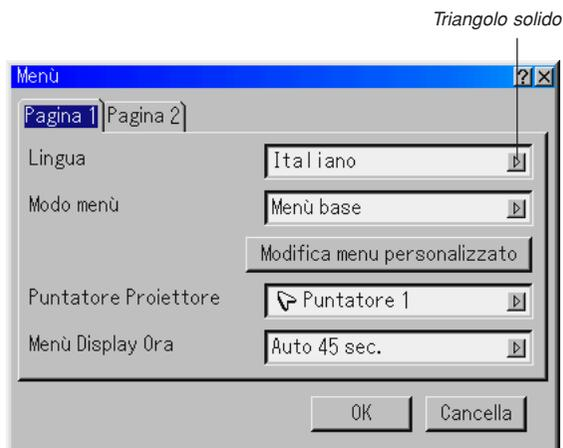 Triangolo solido
Menù
Pagina 1 Pagina 2
Lingua Italiano
Modo menù Menù base
Modifica menu personalizzato
Puntatore Proiettore Puntatore 1
Menù Display Ora Auto 45 sec.
OK Cancella